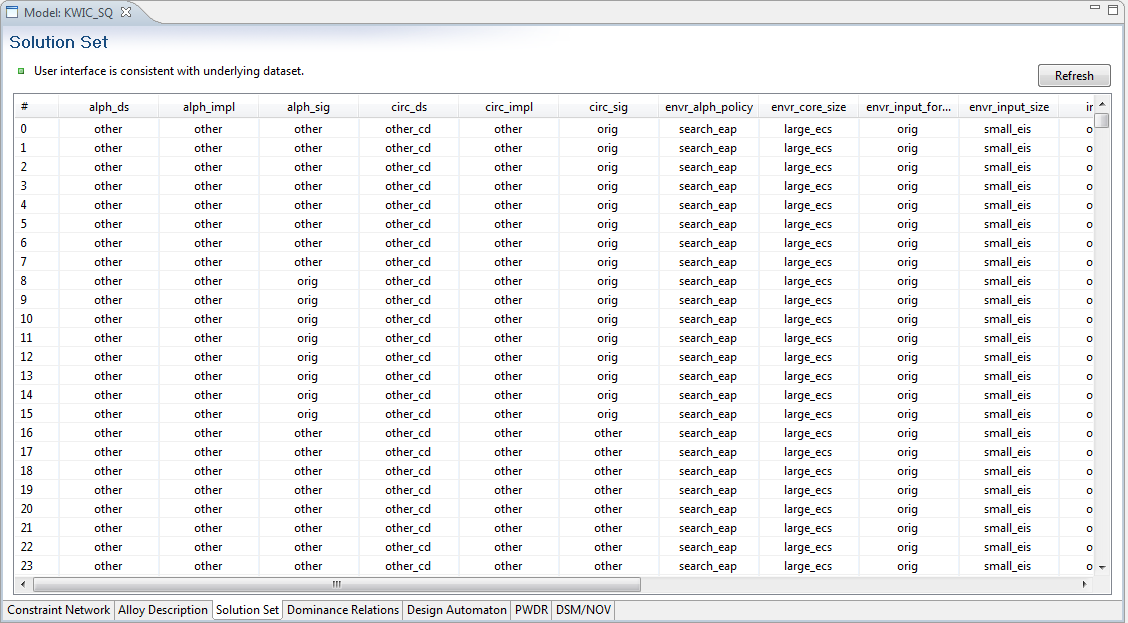 Model: KWIC_SQ
Solution Set
User interface is consistent with underlying dataset.
Refresh
# alph_ds alph_impl alph_sig circ_ds circ_impl circ_sig envr_alph_policy envr_core_size envr_input_for... envr_input_size ir
0 other other other other_cd other orig search_eap large_ecs orig small_eis o
1 other other other other_cd other orig search_eap large_ecs orig small_eis o
2 other other other other_cd other orig search_eap large_ecs orig small_eis o
3 other other other other_cd other orig search_eap large_ecs orig small_eis o
4 other other other other_cd other orig search_eap large_ecs orig small_eis o
5 other other other other_cd other orig search_eap large_ecs orig small_eis o
6 other other other other_cd other orig search_eap large_ecs orig small_eis o
7 other other other other_cd other orig search_eap large_ecs orig small_eis o
8 other other orig other_cd other orig search_eap large_ecs orig small_eis o
9 other other orig other_cd other orig search_eap large_ecs orig small_eis o
10 other other orig other_cd other orig search_eap large_ecs orig small_eis o
11 other other orig other_cd other orig search_eap large_ecs orig small_eis o
12 other other orig other_cd other orig search_eap large_ecs orig small_eis o
13 other other orig other_cd other orig search_eap large_ecs orig small_eis o
14 other other orig other_cd other orig search_eap large_ecs orig small_eis o
15 other other orig other_cd other orig search_eap large_ecs orig small_eis o
16 other other other other_cd other other search_eap large_ecs orig small_eis o
17 other other other other_cd other other search_eap large_ecs orig small_eis o
18 other other other other_cd other other search_eap large_ecs orig small_eis o
19 other other other other_cd other other search_eap large_ecs orig small_eis o
20 other other other other_cd other other search_eap large_ecs orig small_eis o
21 other other other other_cd other other search_eap large_ecs orig small_eis o
22 other other other other_cd other other search_eap large_ecs orig small_eis o
23 other other other other_cd other other search_eap large_ecs orig small_eis o
Constraint Network Alloy Description Solution Set Dominance Relations Design Automaton PWDR DSM/NOV